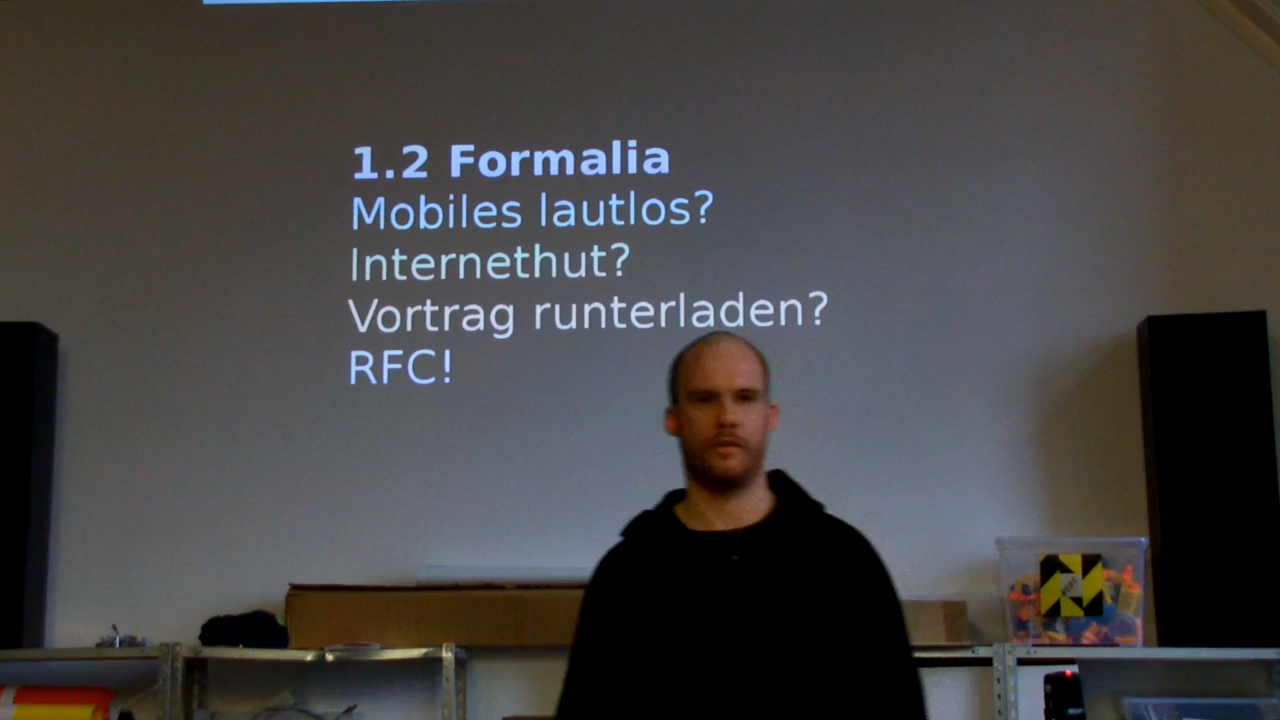 1.2 Formalia
Mobiles lautlos?
Internethut?
Vortrag runterladen?
RFC!